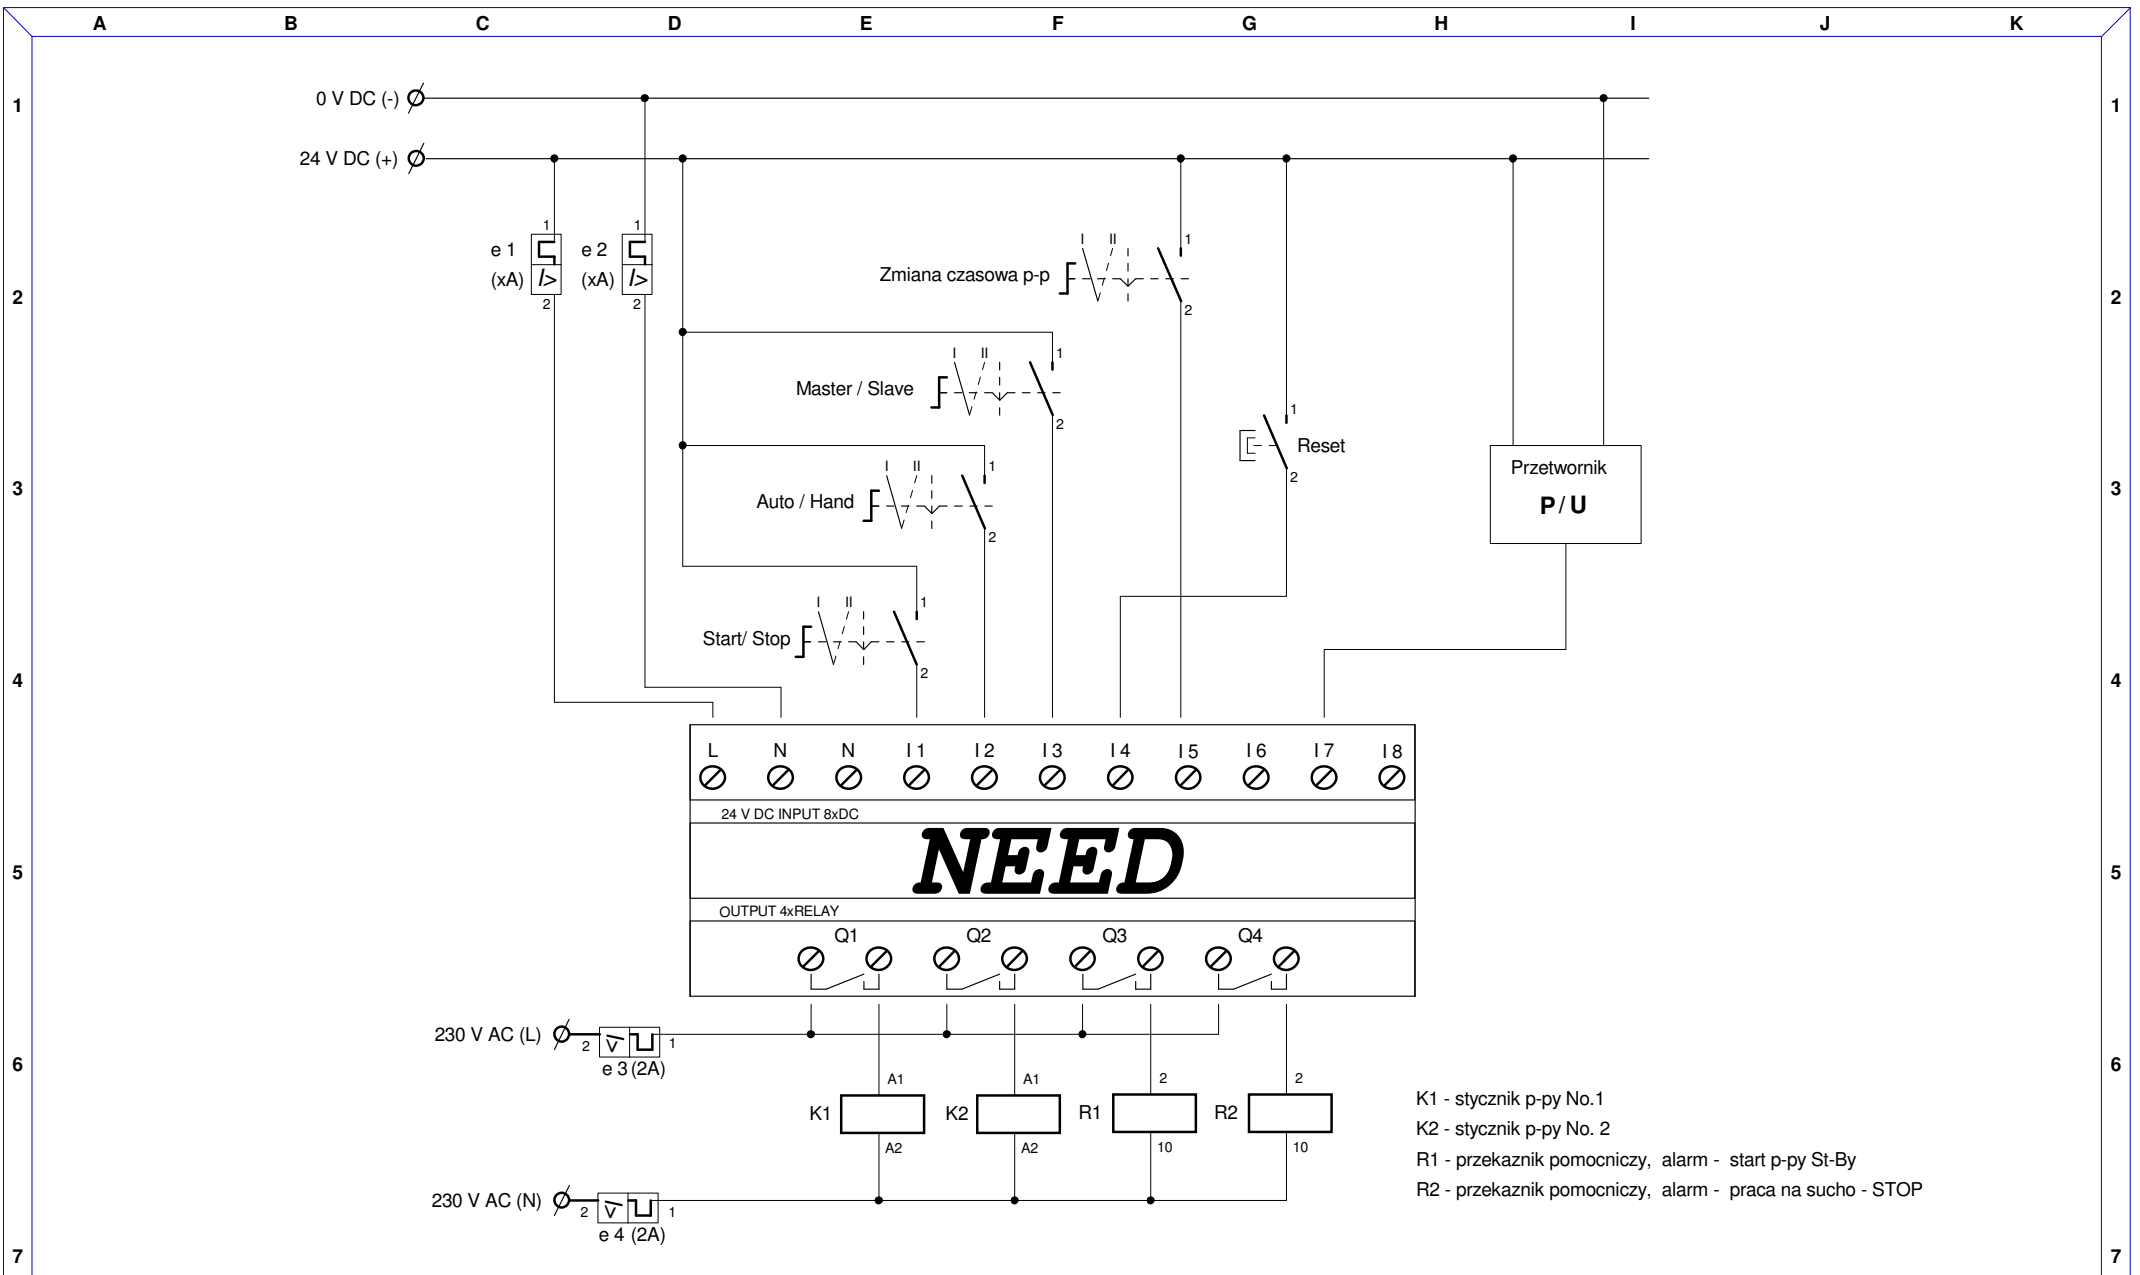 A B C D E F G H I J K
1 0 V DC (-) 1
24 V DC (+)
1 1
e 1 e 2
(xA) I> (xA) I>
2 2
I II 1
Zmiana czasowa p-p
2
2 2
I II 1
Master / Slave
2
1
Reset
2
I II 1
Auto / Hand
2
Przetwornik
P / U
3 3
I II 1
Start/ Stop
2
4 4
L N N I 1 I 2 I 3 I 4 I 5 I 6 I 7 I 8
24 V DC INPUT 8xDC
NEED
5 5
OUTPUT 4xRELAY
Q1 Q2 Q3 Q4
230 V AC (L) 2 I> 1
e 3 (2A)
6 6
A1 A1 2 2
K1 K2 R1 R2
A2 A2 10 10
K1 - stycznik p-py No.1
K2 - stycznik p-py No. 2
R1 - przekaznik pomocniczy, alarm - start p-py St-By
R2 - przekaznik pomocniczy, alarm - praca na sucho - STOP
230 V AC (N) 2 I> 1
e 4 (2A)
7 7